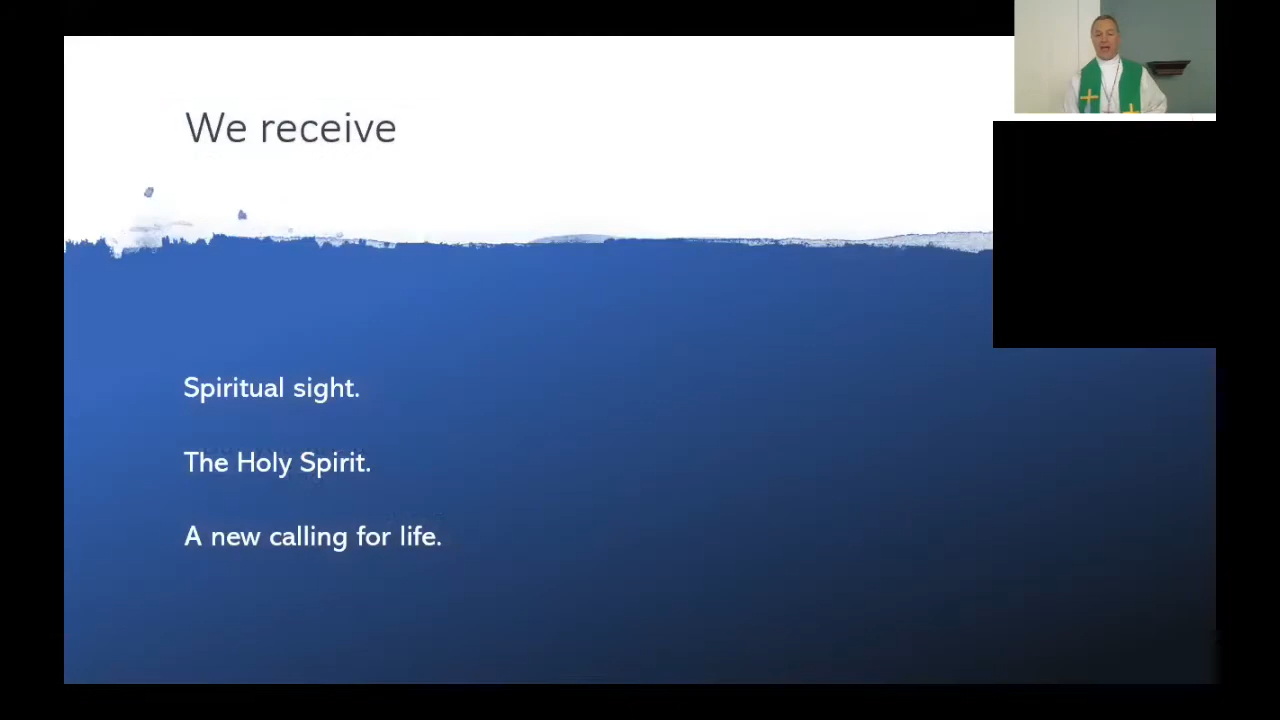 We receive
Spiritual sight.
The Holy Spirit.
A new calling for life.